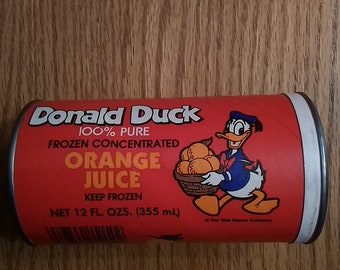 Donald Duck
100% PURE
FROZEN CONCENTRATED
ORANGE
JUICE
KEEP FROZEN
NET 12 FL. OZS. (355 mL)
© The Walt Disney Company